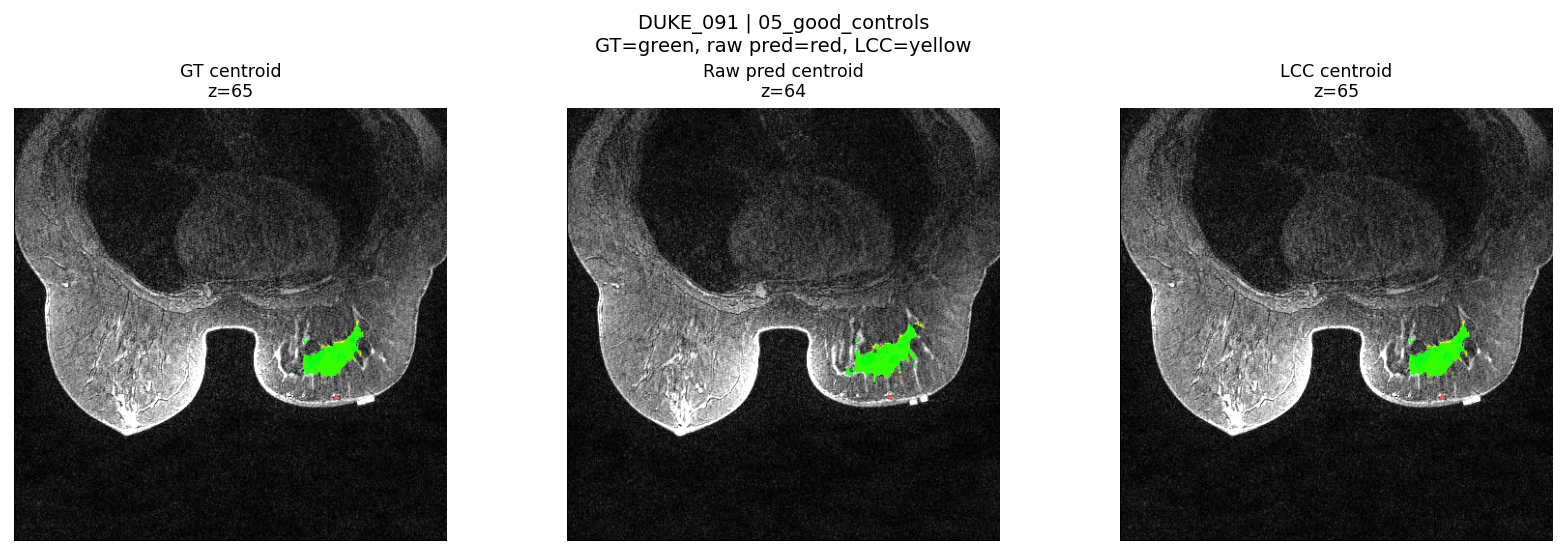 DUKE_091 | 05_good_controls
GT=green, raw pred=red, LCC=yellow
GT centroid
z=65
Raw pred centroid
z=64
LCC centroid
z=65